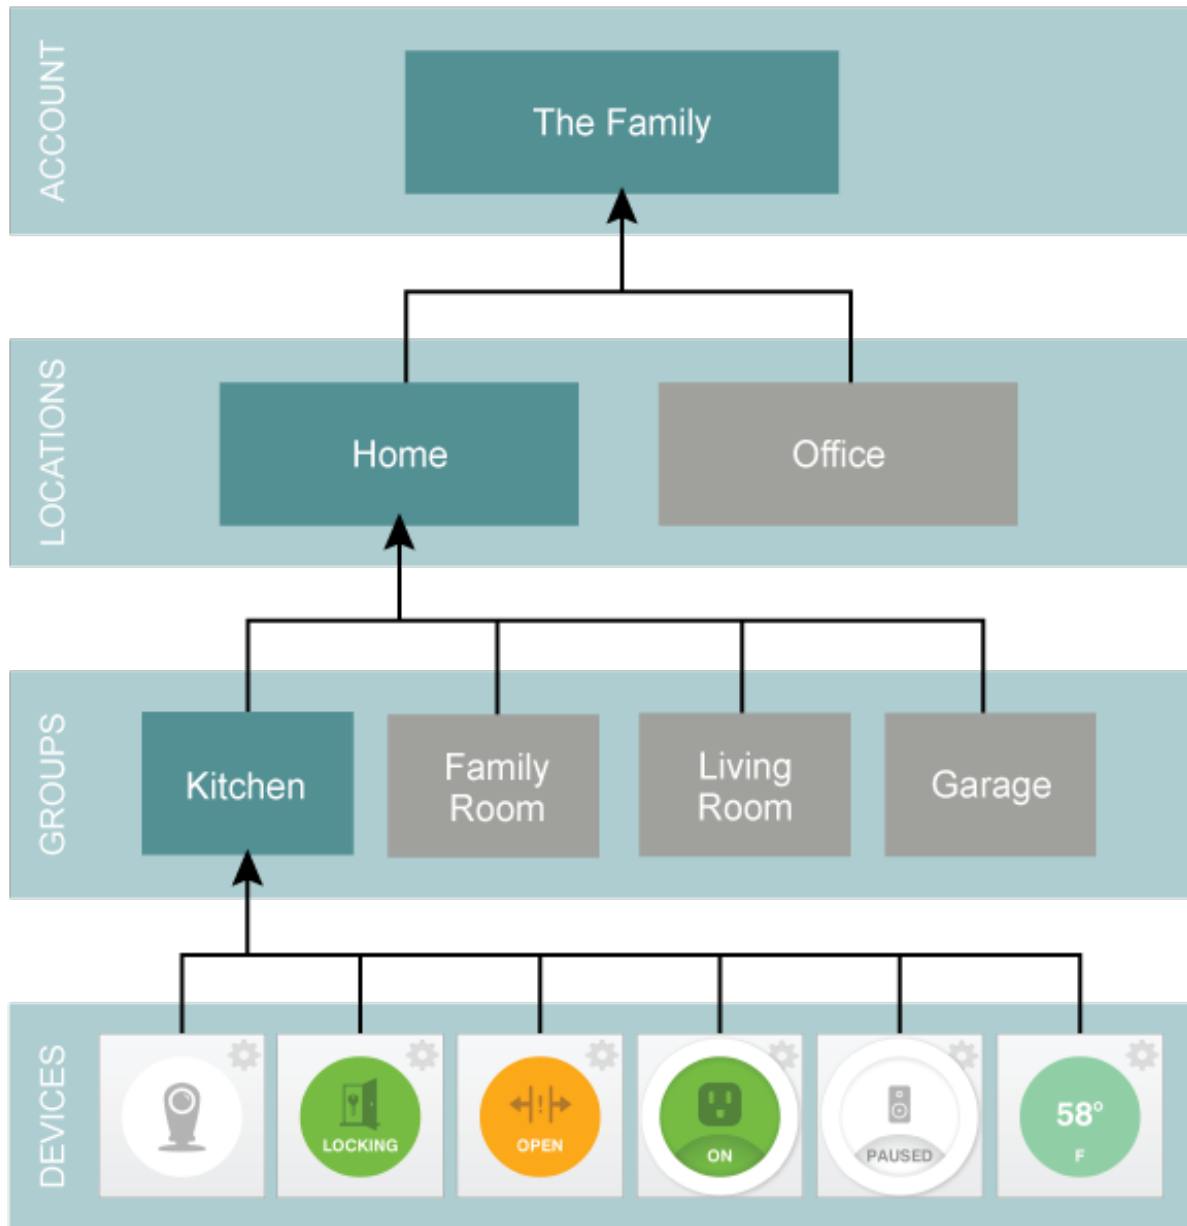 ACCOUNT
The Family
LOCATIONS
Home
Office
GROUPS
Kitchen
Family
Room
Living
Room
Garage
DEVICES
LOCKING
OPEN
ON
PAUSED
58°
F